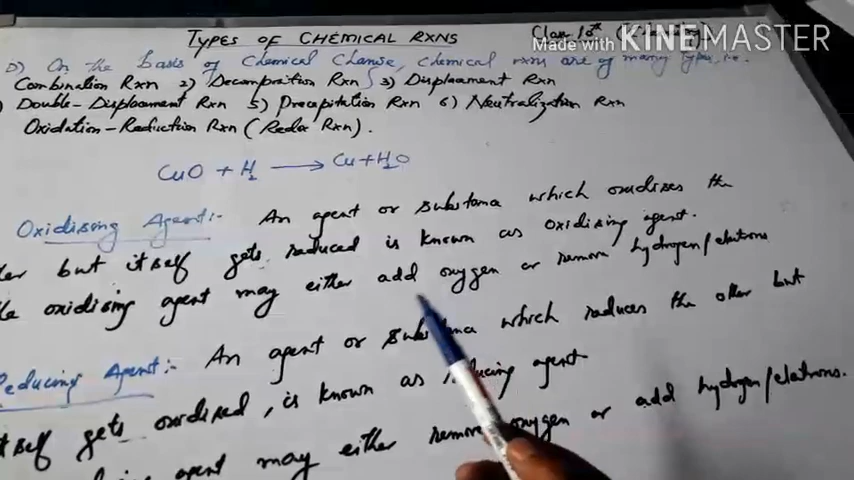 TYPES OF CHEMICAL RXNS Class 10th
Made with KINEMASTER
On the basis of Chemical Change, chemical rxns are of many types, i.e.
Combination Rxn 2) Decomposition Rxn 3) Displacement Rxn
Double-Displacement Rxn 5) Precipitation Rxn 6) Neutralization Rxn
Oxidation-Reduction Rxn (Redox Rxn).
CuO + H2 → Cu + H2O
Oxidising Agent:- An agent or substance which oxidises the
but itself gets reduced is known as oxidising agent.
oxidising agent may either add oxygen or remove hydrogen/electrons
Reducing Agent:- An agent or which reduces the other but
itself gets oxidised, is known as reducing agent
agent may either remove oxygen or add hydrogen/electrons.